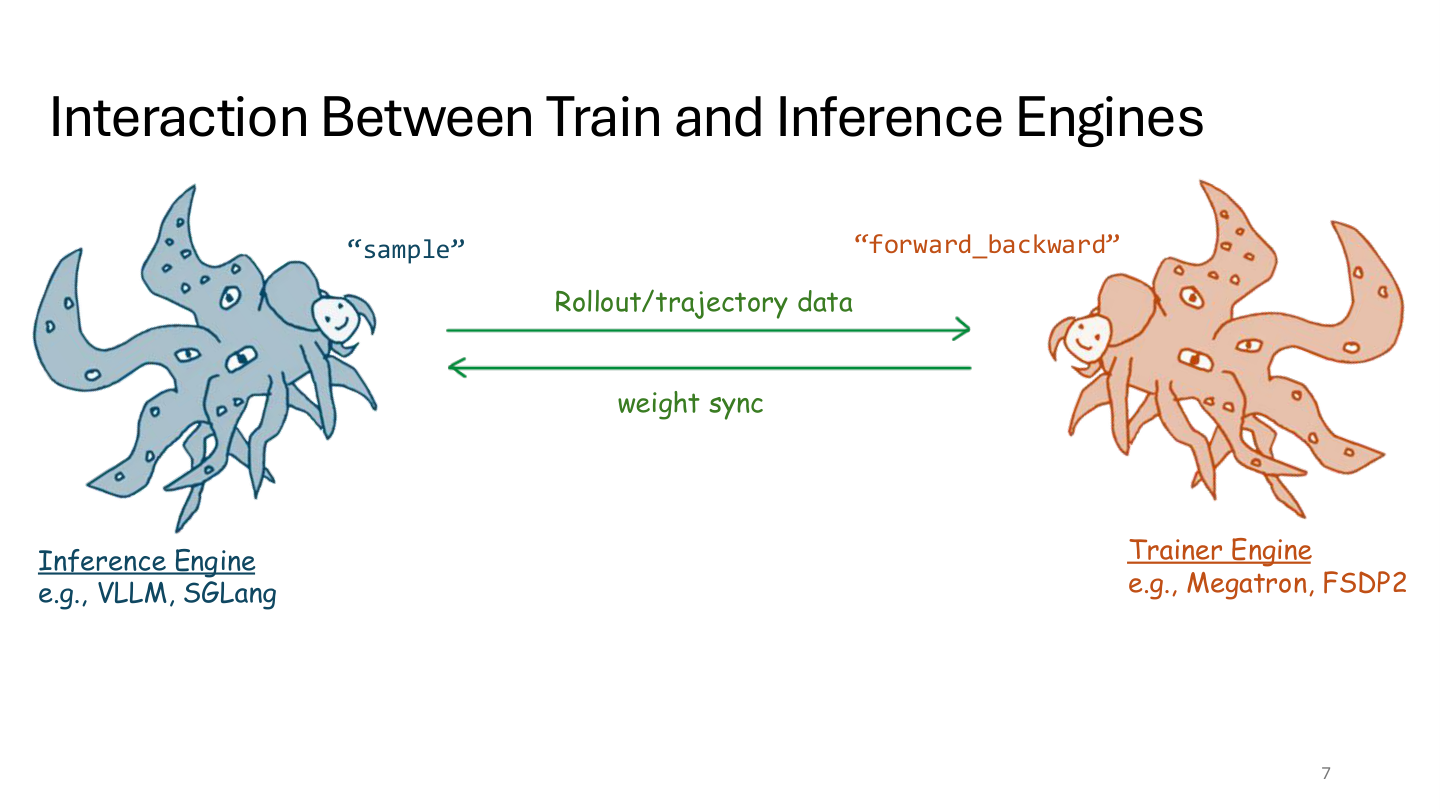 Interaction Between Train and Inference Engines
“sample”
“forward_backward”
Rollout/trajectory data
weight sync
Inference Engine
e.g., VLLM, SGLang
Trainer Engine
e.g., Megatron, FSDP2
7